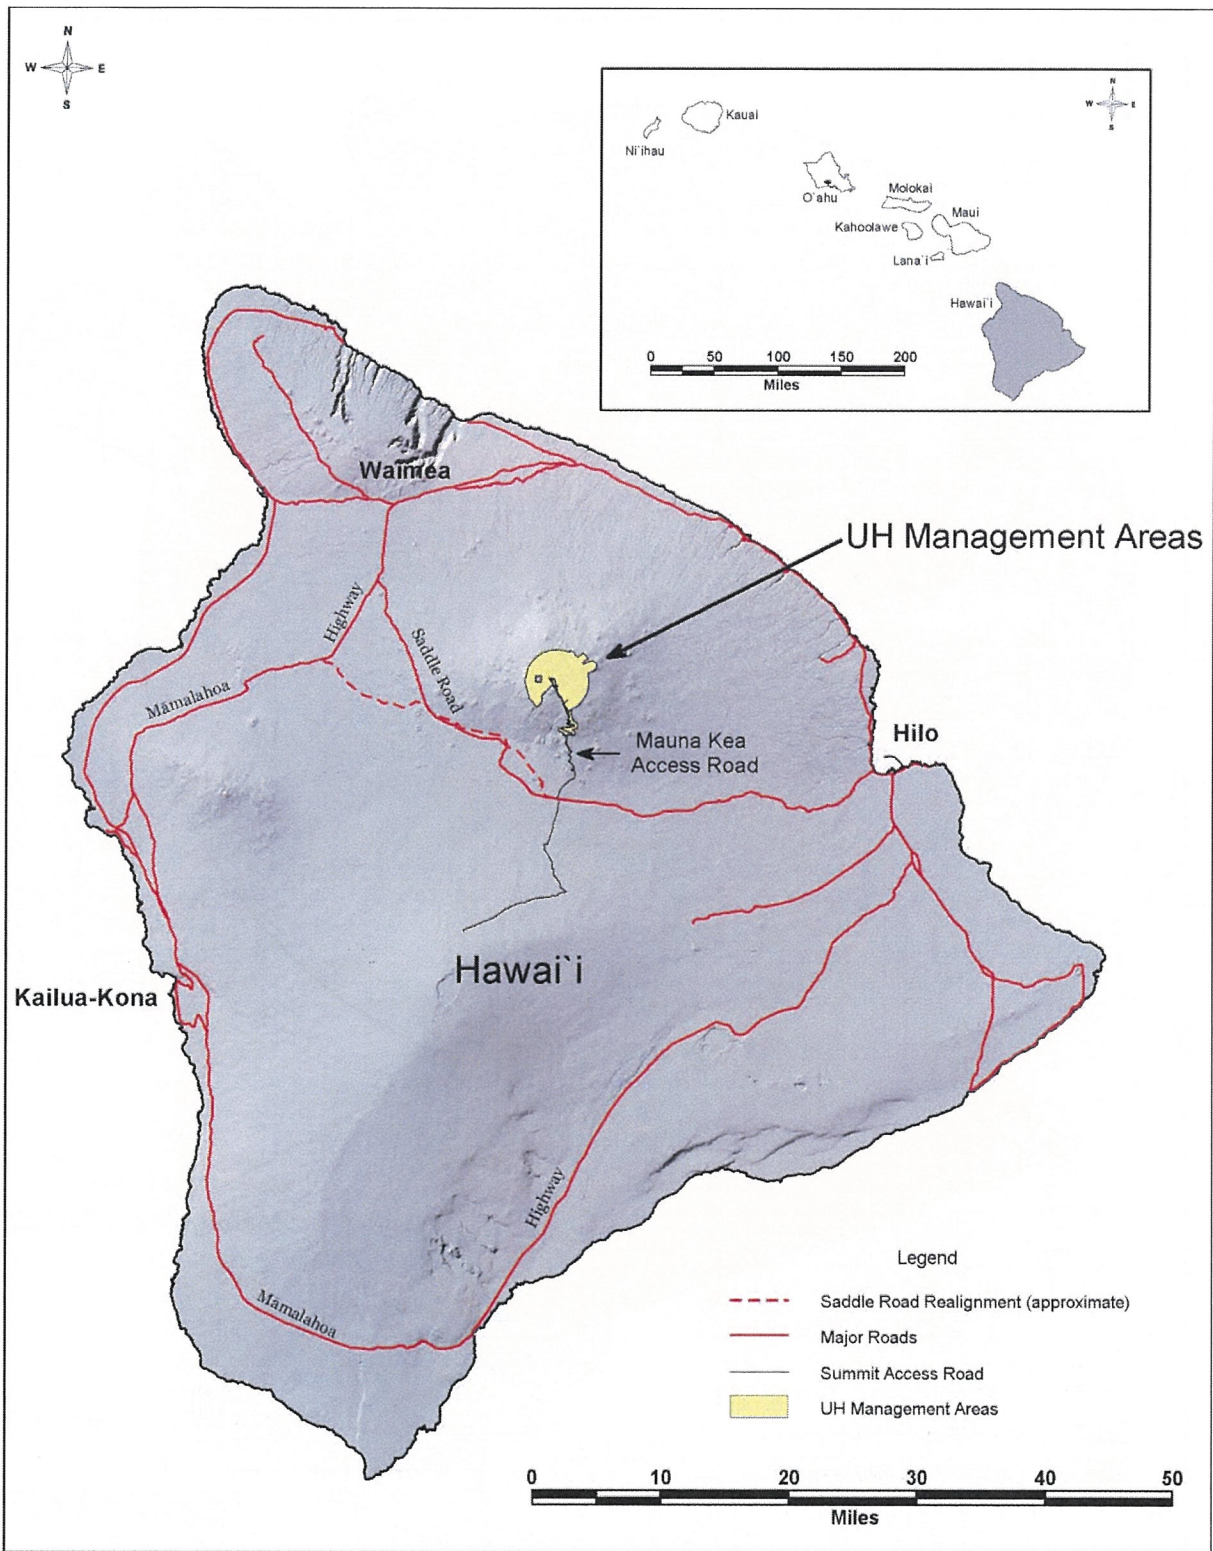 N
W E
S
N
W E
S
Kauai
Ni`ihau
O`ahu
Molokai
Maui
Kahoolawe
Lana`i
Hawai`i
0 50 100 150 200
Miles
Waimea
UH Management Areas
Highway
Saddle Road
Māmalahoa
Mauna Kea
Access Road
Hilo
Hawai`i
Kailua-Kona
Highway
Māmalahoa
Legend
Saddle Road Realignment (approximate)
Major Roads
Summit Access Road
UH Management Areas
0 10 20 30 40 50
Miles